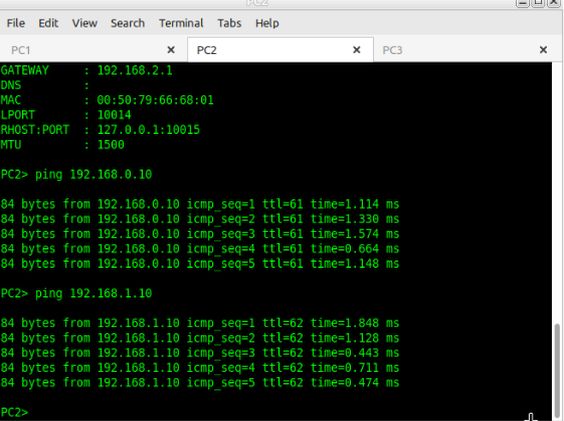 PC2
File Edit View Search Terminal Tabs Help
PC1 × PC2 × PC3 ×
GATEWAY     : 192.168.2.1
DNS         :
MAC         : 00:50:79:66:68:01
LPORT       : 10014
RHOST:PORT  : 127.0.0.1:10015
MTU         : 1500
PC2> ping 192.168.0.10
84 bytes from 192.168.0.10 icmp_seq=1 ttl=61 time=1.114 ms
84 bytes from 192.168.0.10 icmp_seq=2 ttl=61 time=1.330 ms
84 bytes from 192.168.0.10 icmp_seq=3 ttl=61 time=1.574 ms
84 bytes from 192.168.0.10 icmp_seq=4 ttl=61 time=0.664 ms
84 bytes from 192.168.0.10 icmp_seq=5 ttl=61 time=1.148 ms
PC2> ping 192.168.1.10
84 bytes from 192.168.1.10 icmp_seq=1 ttl=62 time=1.848 ms
84 bytes from 192.168.1.10 icmp_seq=2 ttl=62 time=1.128 ms
84 bytes from 192.168.1.10 icmp_seq=3 ttl=62 time=0.443 ms
84 bytes from 192.168.1.10 icmp_seq=4 ttl=62 time=0.711 ms
84 bytes from 192.168.1.10 icmp_seq=5 ttl=62 time=0.474 ms
PC2>